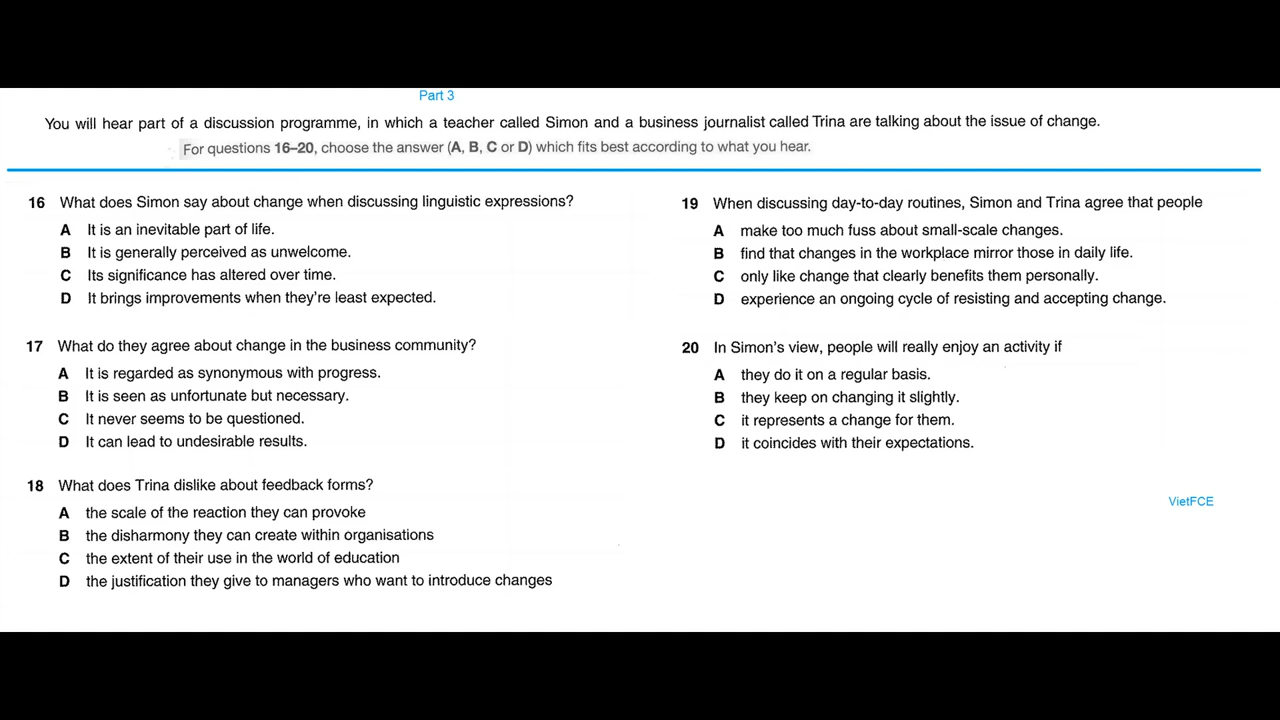 Part 3
You will hear part of a discussion programme, in which a teacher called Simon and a business journalist called Trina are talking about the issue of change.
For questions 16–20, choose the answer (A, B, C or D) which fits best according to what you hear.
16 What does Simon say about change when discussing linguistic expressions?
A It is an inevitable part of life.
B It is generally perceived as unwelcome.
C Its significance has altered over time.
D It brings improvements when they're least expected.
17 What do they agree about change in the business community?
A It is regarded as synonymous with progress.
B It is seen as unfortunate but necessary.
C It never seems to be questioned.
D It can lead to undesirable results.
18 What does Trina dislike about feedback forms?
A the scale of the reaction they can provoke
B the disharmony they can create within organisations
C the extent of their use in the world of education
D the justification they give to managers who want to introduce changes
19 When discussing day-to-day routines, Simon and Trina agree that people
A make too much fuss about small-scale changes.
B find that changes in the workplace mirror those in daily life.
C only like change that clearly benefits them personally.
D experience an ongoing cycle of resisting and accepting change.
20 In Simon's view, people will really enjoy an activity if
A they do it on a regular basis.
B they keep on changing it slightly.
C it represents a change for them.
D it coincides with their expectations.
VietFCE